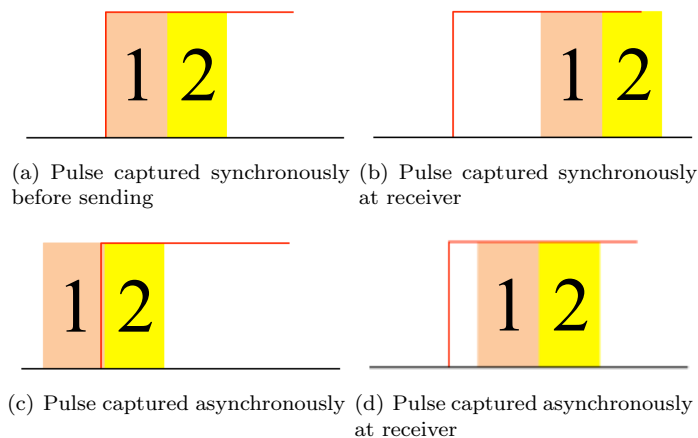 1 2
1 2
(a) Pulse captured synchronously
before sending
(b) Pulse captured synchronously
at receiver
1 2
1 2
(c) Pulse captured asynchronously
(d) Pulse captured asynchronously
at receiver